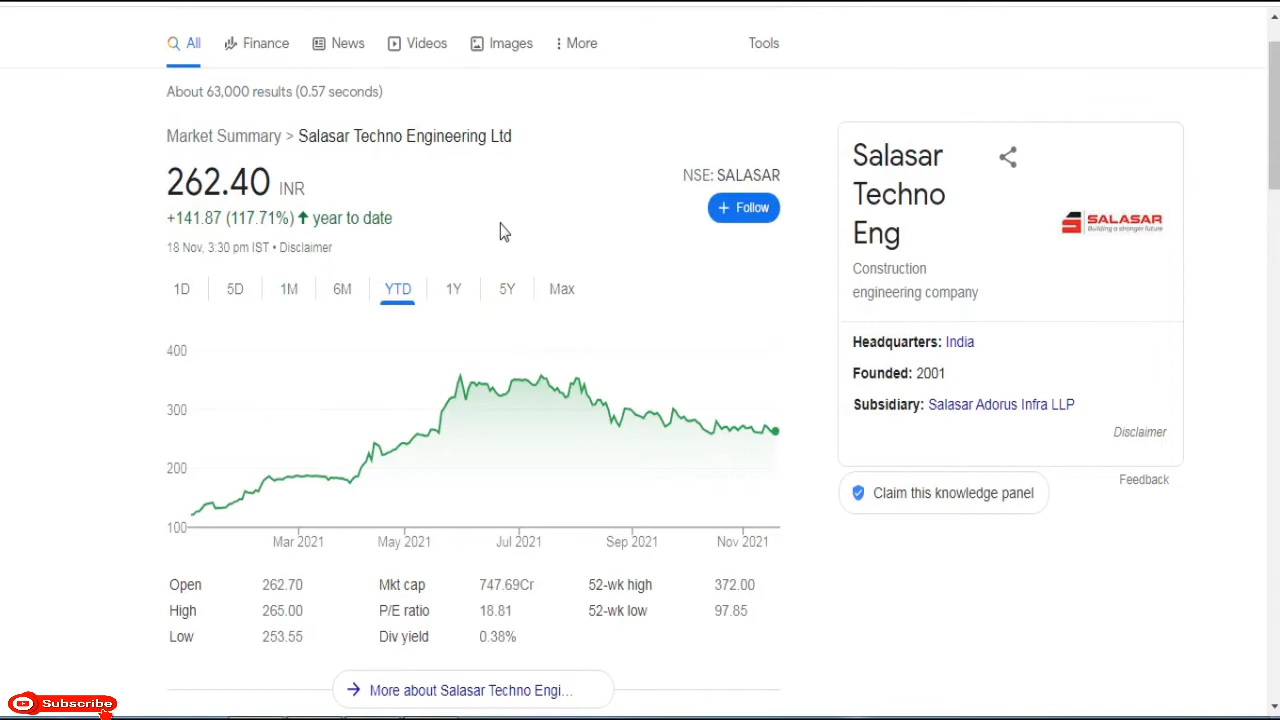 All Finance News Videos Images More Tools
About 63,000 results (0.57 seconds)
Market Summary > Salasar Techno Engineering Ltd
262.40 INR
+141.87 (117.71%) ↑ year to date
18 Nov, 3:30 pm IST • Disclaimer
NSE: SALASAR
+ Follow
1D 5D 1M 6M YTD 1Y 5Y Max
400
300
200
100
Mar 2021 May 2021 Jul 2021 Sep 2021 Nov 2021
Open 262.70 Mkt cap 747.69Cr 52-wk high 372.00
High 265.00 P/E ratio 18.81 52-wk low 97.85
Low 253.55 Div yield 0.38%
More about Salasar Techno Engi...
Salasar
Techno
Eng
SALASAR
Building a stronger future
Construction
engineering company
Headquarters: India
Founded: 2001
Subsidiary: Salasar Adorus Infra LLP
Disclaimer
Feedback
Claim this knowledge panel
Subscribe